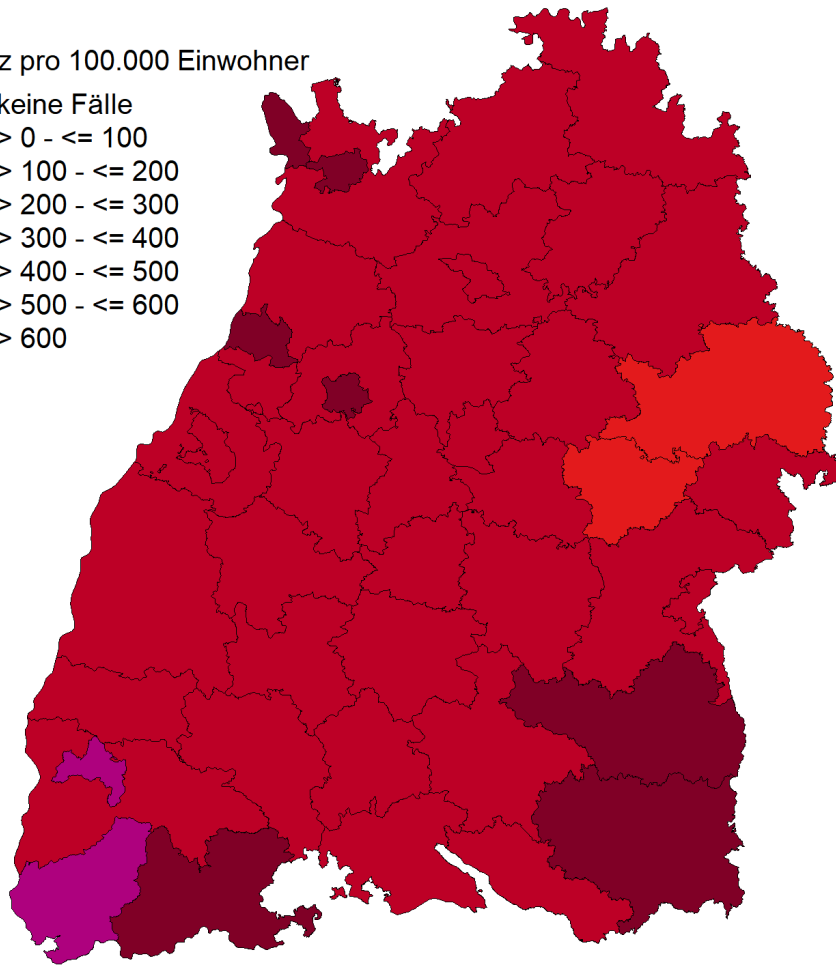 z pro 100.000 Einwohner
keine Fälle
> 0 - <= 100
> 100 - <= 200
> 200 - <= 300
> 300 - <= 400
> 400 - <= 500
> 500 - <= 600
> 600